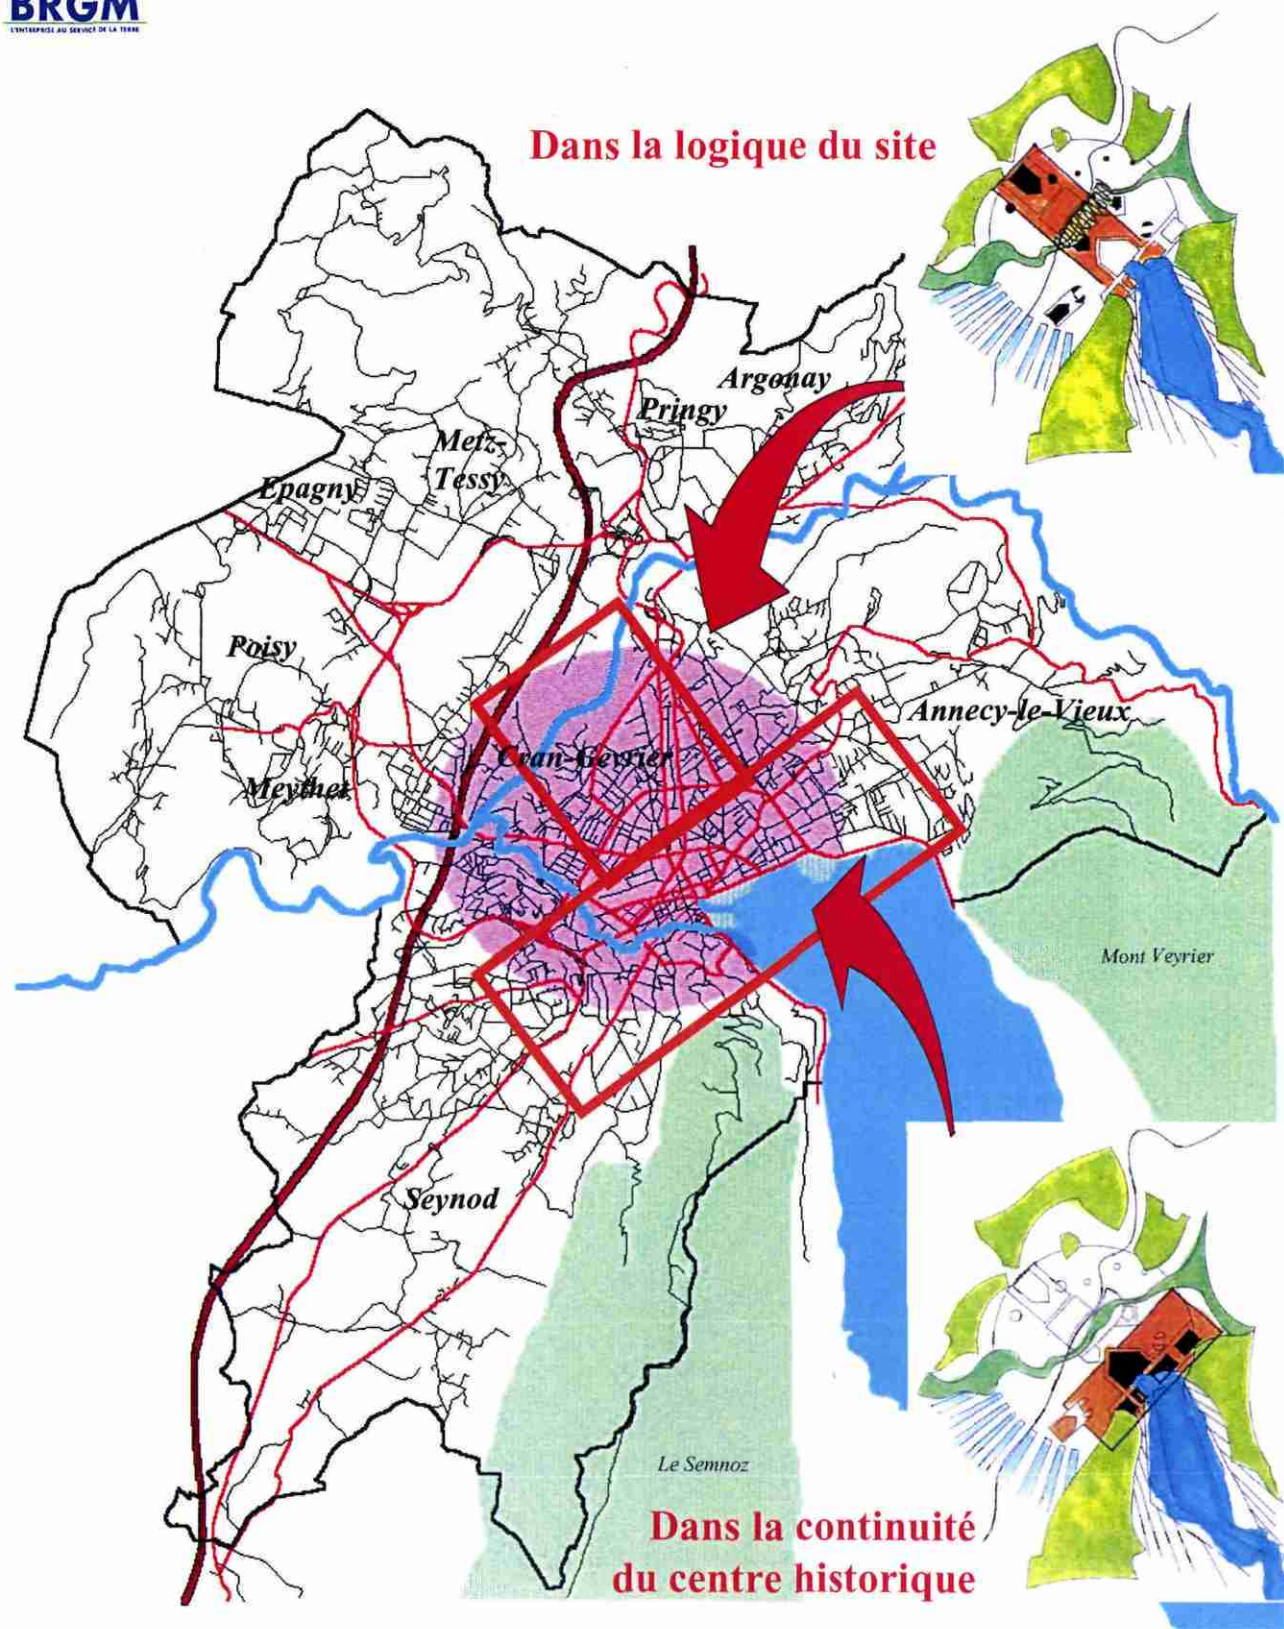 BRGM
L'ENTREPRISE AU SERVICE DE LA TERRE
Dans la logique du site
Argonay
Pringy
Metz-
Tessy
Epagny
Poisy
Annecy-le-Vieux
Cran-Gevrier
Meythet
Mont Veyrier
Seynod
Le Semnoz
Dans la continuité
du centre historique